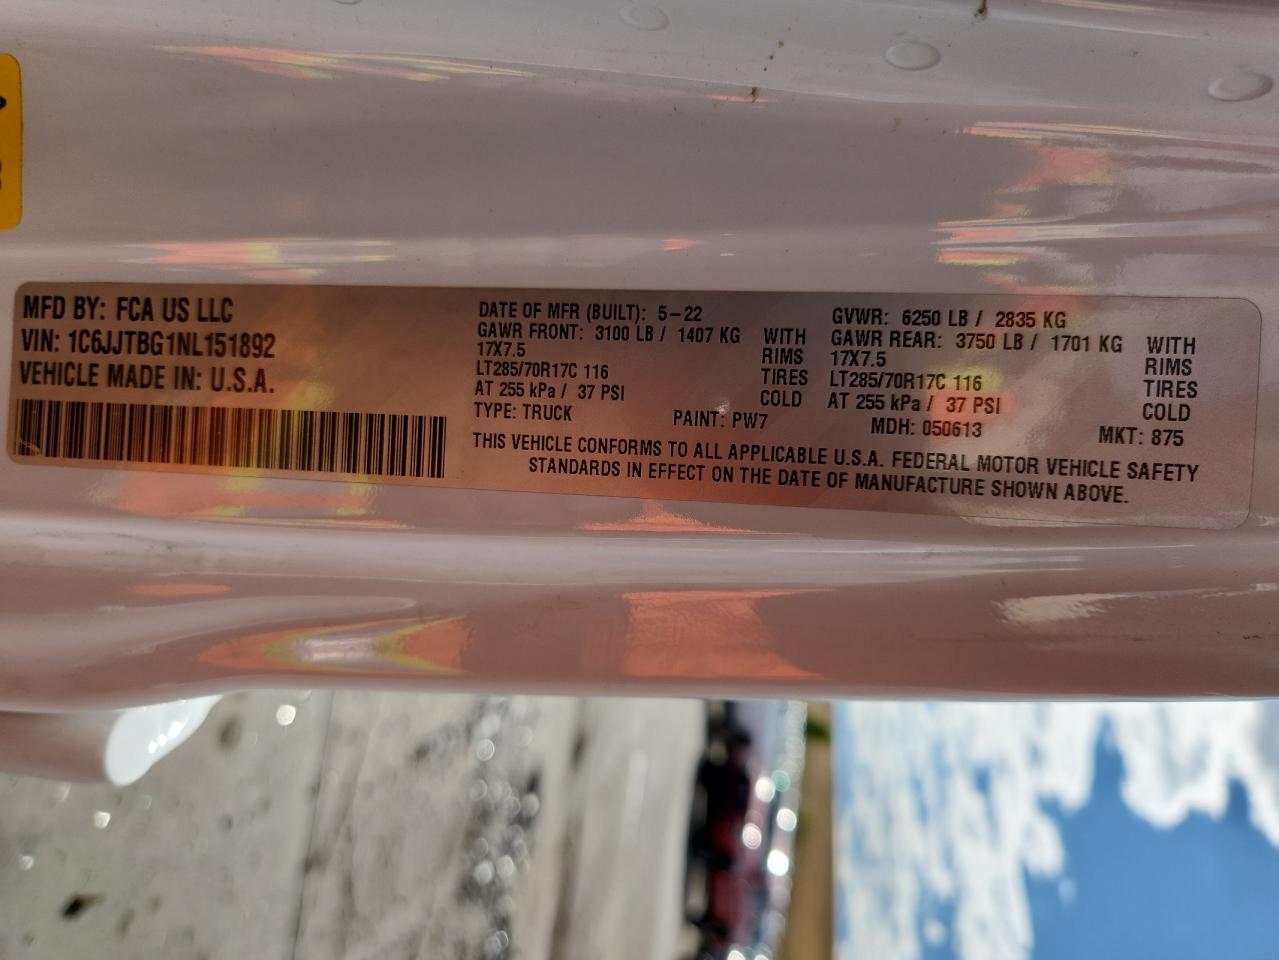 MFD BY: FCA US LLC
VIN: 1C6JJTBG1NL151892
VEHICLE MADE IN: U.S.A.
DATE OF MFR (BUILT): 5-22
GAWR FRONT: 3100 LB / 1407 KG WITH
17X7.5 RIMS
LT285/70R17C 116 TIRES
AT 255 kPa / 37 PSI COLD
TYPE: TRUCK PAINT: PW7
GVWR: 6250 LB / 2835 KG
GAWR REAR: 3750 LB / 1701 KG WITH
17X7.5 RIMS
LT285/70R17C 116 TIRES
AT 255 kPa / 37 PSI COLD
MDH: 050613 MKT: 875
THIS VEHICLE CONFORMS TO ALL APPLICABLE U.S.A. FEDERAL MOTOR VEHICLE SAFETY
STANDARDS IN EFFECT ON THE DATE OF MANUFACTURE SHOWN ABOVE.